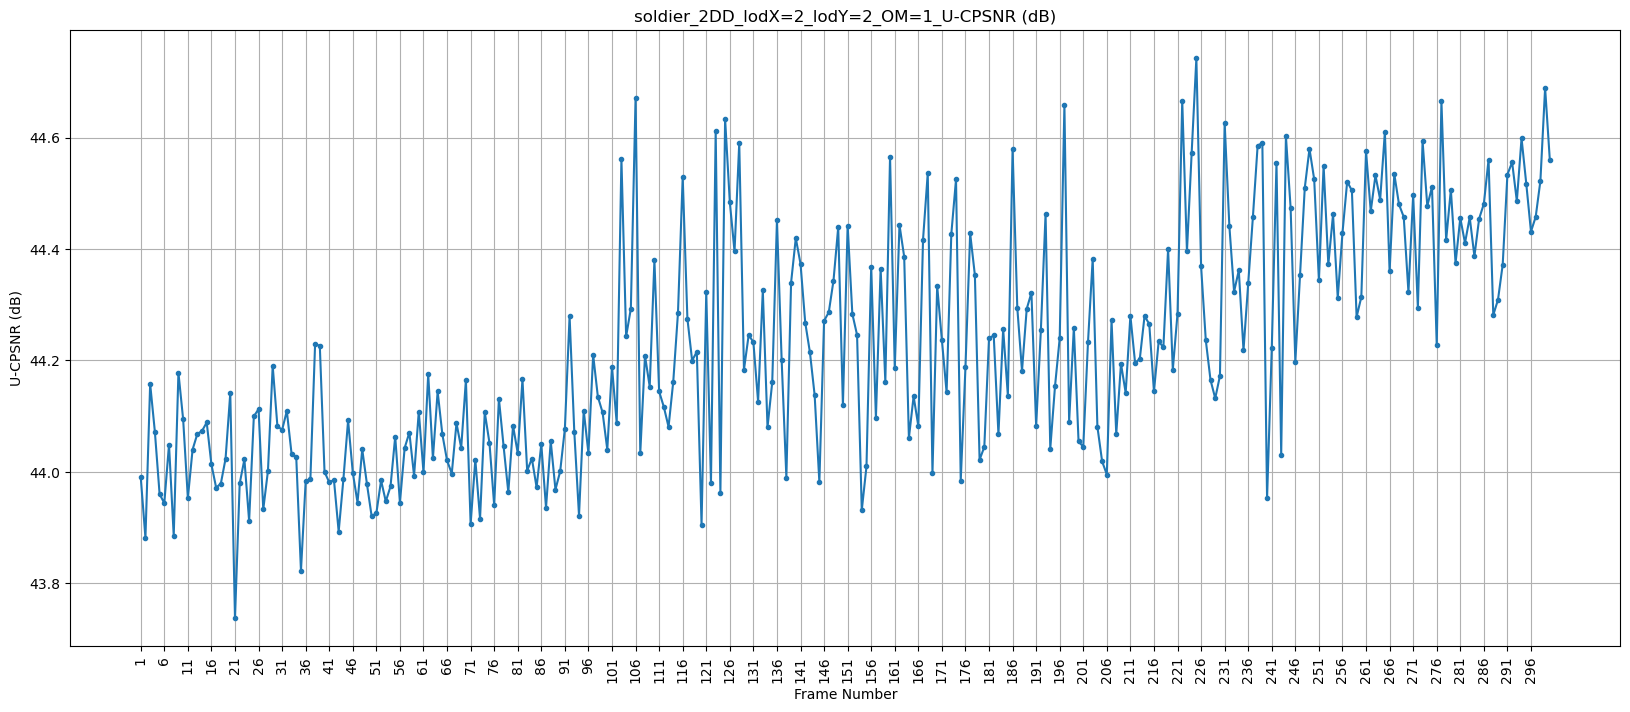 soldier_2DD_lodX=2_lodY=2_OM=1_U-CPSNR (dB)
U-CPSNR (dB)
44.6
44.4
44.2
44.0
43.8
1 6 11 16 21 26 31 36 41 46 51 56 61 66 71 76 81 86 91 96 101 106 111 116 121 126 131 136 141 146 151 156 161 166 171 176 181 186 191 196 201 206 211 216 221 226 231 236 241 246 251 256 261 266 271 276 281 286 291 296
Frame Number